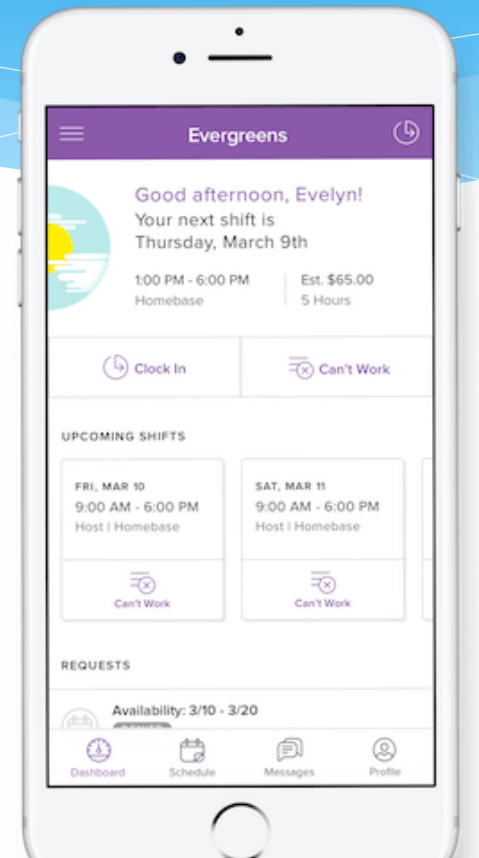 Evergreens
Good afternoon, Evelyn!
Your next shift is
Thursday, March 9th
1:00 PM - 6:00 PM
Homebase
Est. $65.00
5 Hours
Clock In
Can't Work
UPCOMING SHIFTS
FRI, MAR 10
9:00 AM - 6:00 PM
Host | Homebase
Can't Work
SAT, MAR 11
9:00 AM - 6:00 PM
Host | Homebase
Can't Work
REQUESTS
Availability: 3/10 - 3/20
Dashboard
Schedule
Messages
Profile